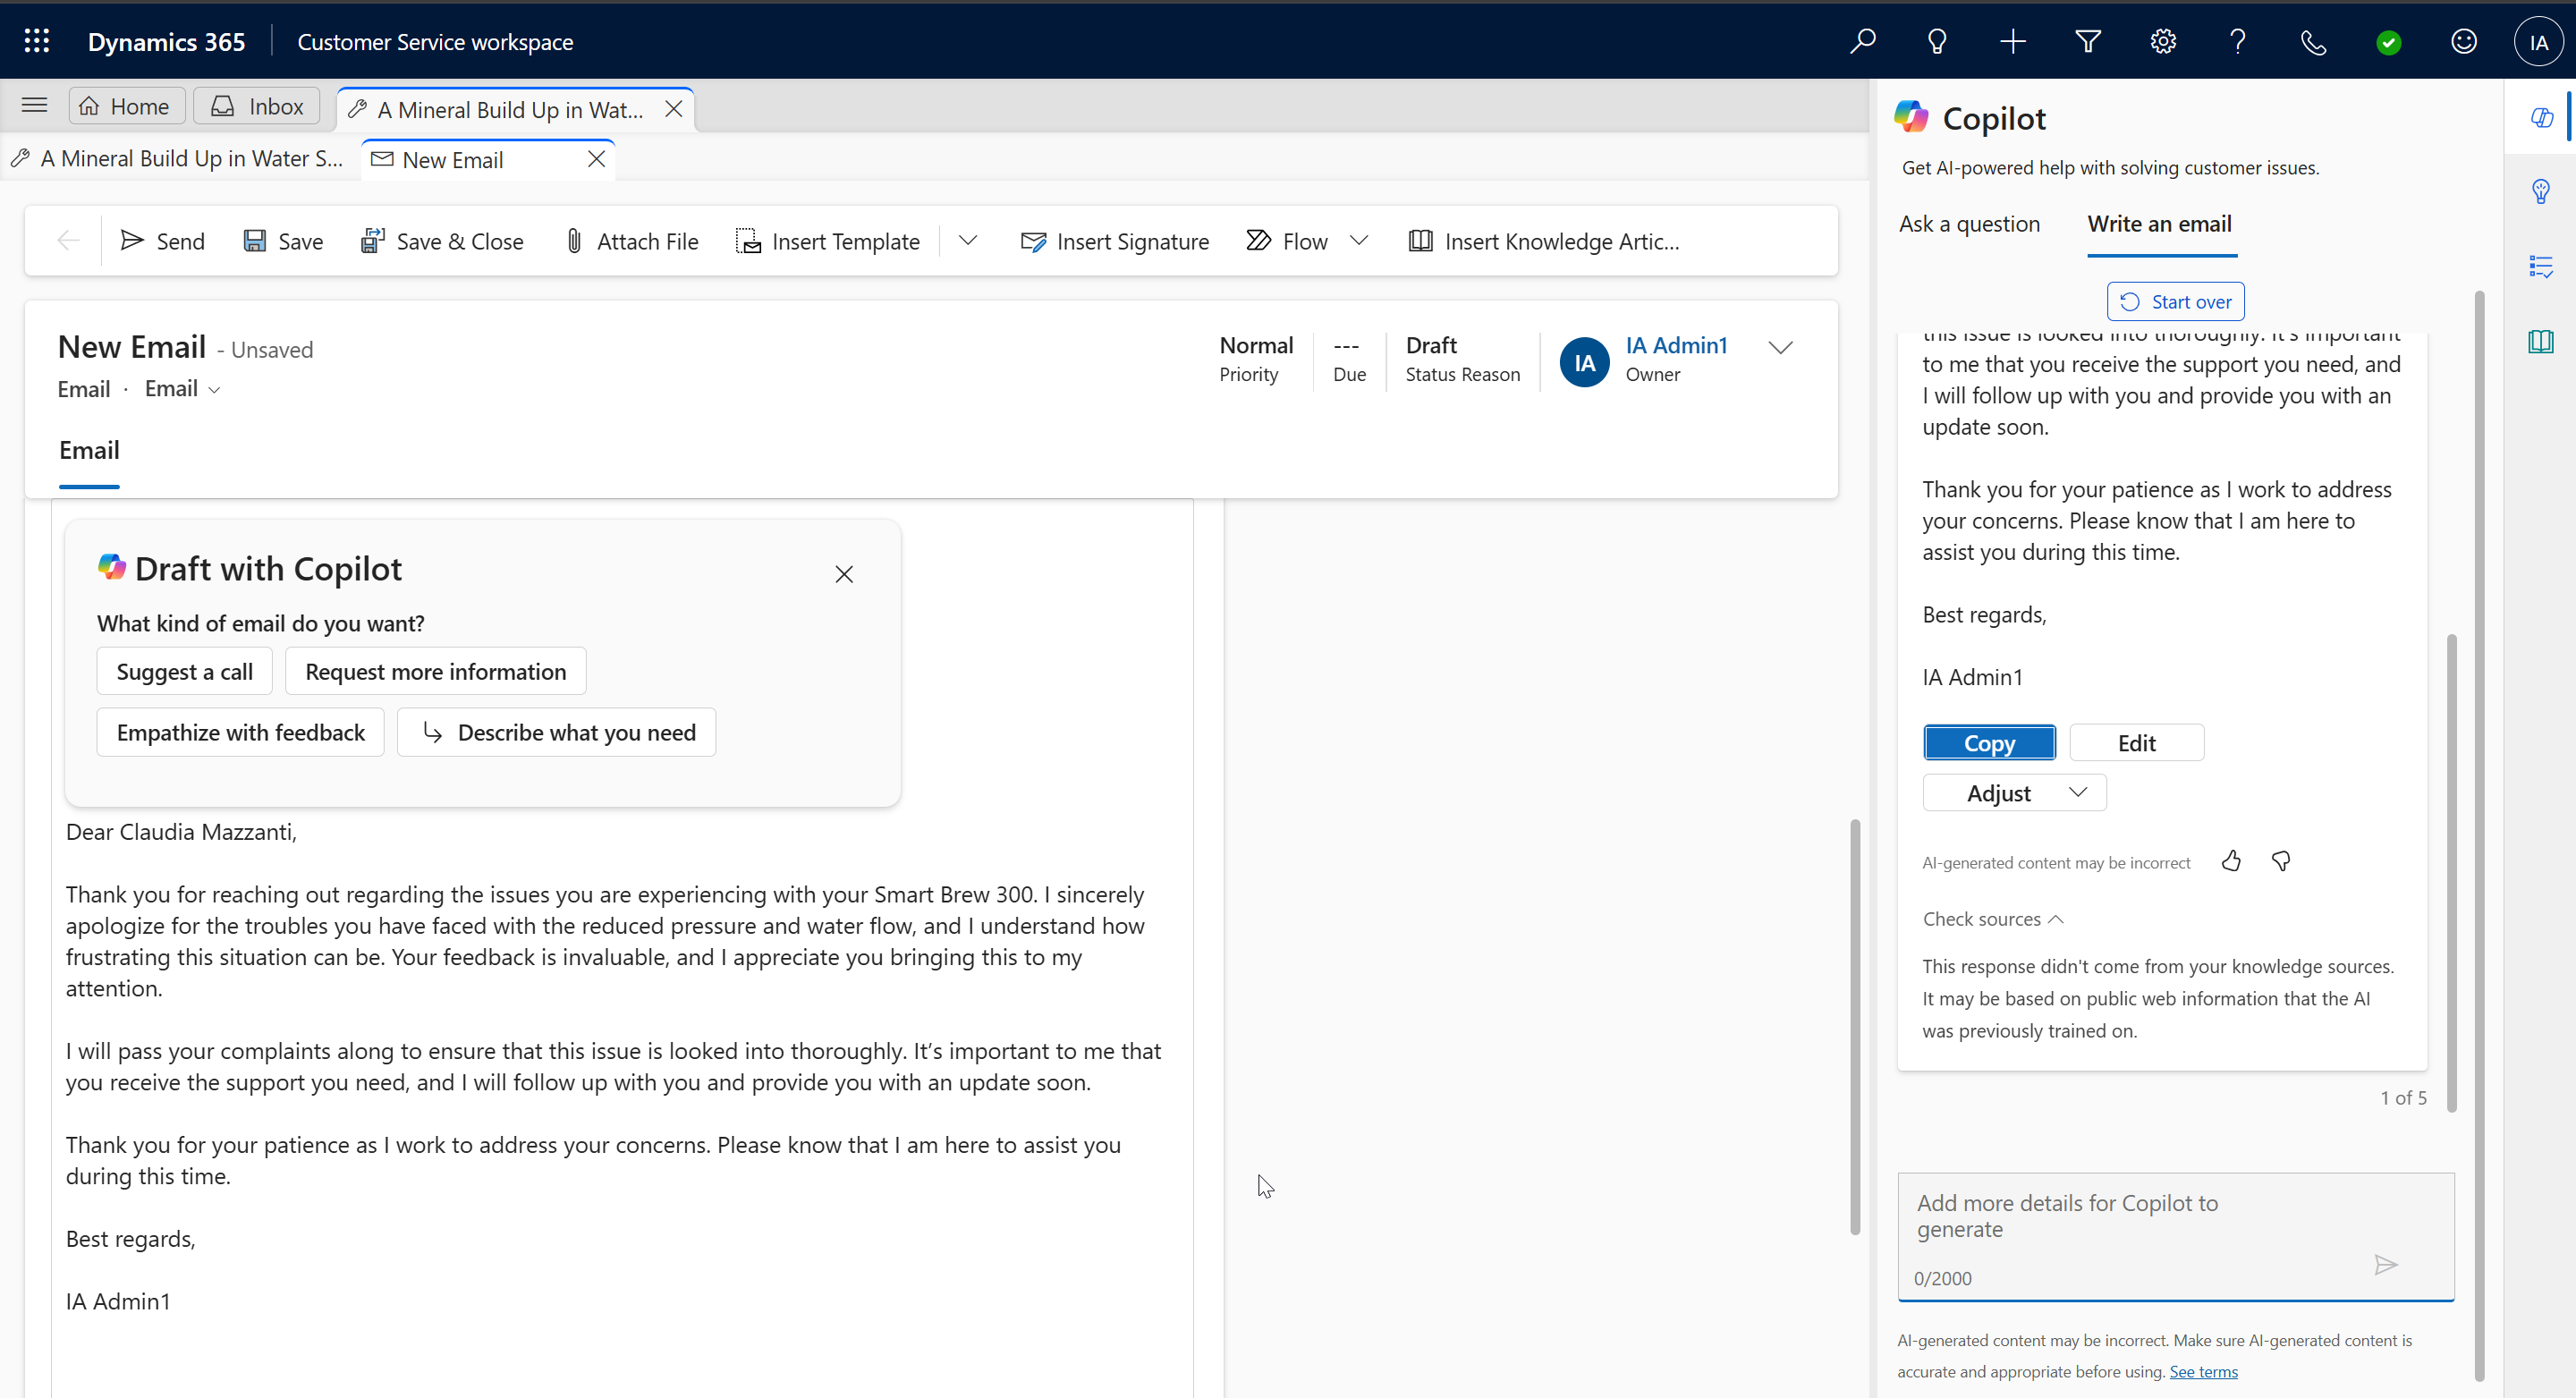 Dynamics 365 Customer Service workspace
IA
Home Inbox A Mineral Build Up in Wat...
A Mineral Build Up in Water S... New Email
Send Save Save & Close Attach File Insert Template Insert Signature Flow Insert Knowledge Artic...
New Email - Unsaved
Email · Email
Normal
Priority
---
Due
Draft
Status Reason
IA
IA Admin1
Owner
Email
Draft with Copilot
What kind of email do you want?
Suggest a call Request more information
Empathize with feedback Describe what you need
Dear Claudia Mazzanti,
Thank you for reaching out regarding the issues you are experiencing with your Smart Brew 300. I sincerely
apologize for the troubles you have faced with the reduced pressure and water flow, and I understand how
frustrating this situation can be. Your feedback is invaluable, and I appreciate you bringing this to my
attention.
I will pass your complaints along to ensure that this issue is looked into thoroughly. It’s important to me that
you receive the support you need, and I will follow up with you and provide you with an update soon.
Thank you for your patience as I work to address your concerns. Please know that I am here to assist you
during this time.
Best regards,
IA Admin1
Copilot
Get AI-powered help with solving customer issues.
Ask a question Write an email
Start over
this issue is looked into thoroughly. It's important
to me that you receive the support you need, and
I will follow up with you and provide you with an
update soon.
Thank you for your patience as I work to address
your concerns. Please know that I am here to
assist you during this time.
Best regards,
IA Admin1
Copy Edit
Adjust
AI-generated content may be incorrect
Check sources
This response didn't come from your knowledge sources.
It may be based on public web information that the AI
was previously trained on.
1 of 5
Add more details for Copilot to
generate
0/2000
AI-generated content may be incorrect. Make sure AI-generated content is
accurate and appropriate before using. See terms